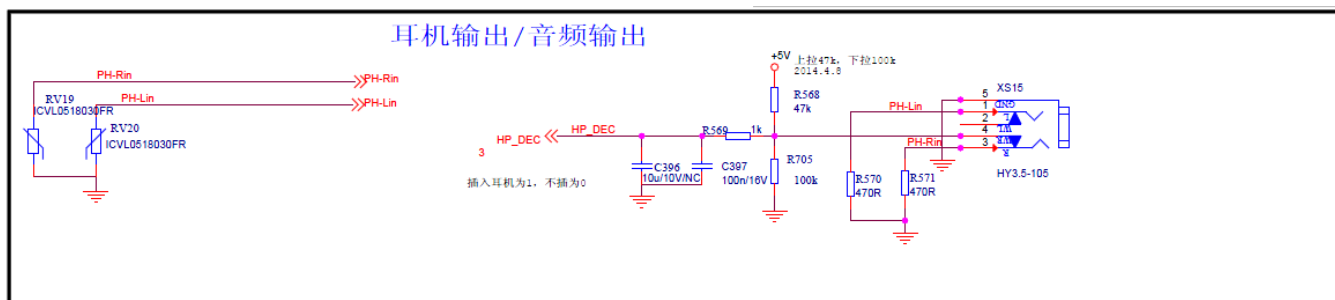 耳机输出/音频输出
+5V 上拉47k, 下拉100k
2014.4.8
PH-Rin
PH-Rin
RV19
ICVL0518030FR
PH-Lin
PH-Lin
RV20
ICVL0518030FR
R568
47k
XS15
PH-Lin
5
1
2
4
3
GND
L
WL
WR
R
PH-Rin
HY3.5-105
3
HP_DEC
HP_DEC
R569
1k
C396
10u/10V/NC
C397
100n/16V
R705
100k
R570
470R
R571
470R
插入耳机为1, 不插为0